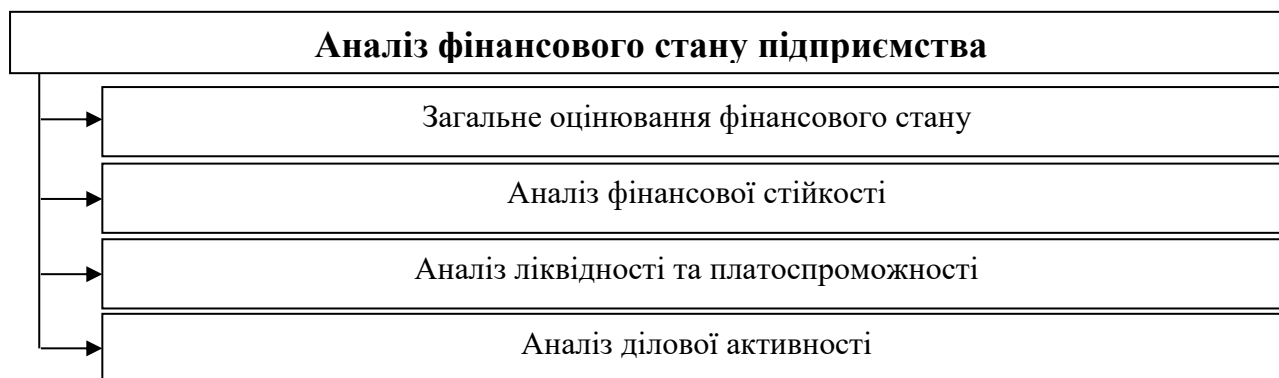 Аналіз фінансового стану підприємства
Загальне оцінювання фінансового стану
Аналіз фінансової стійкості
Аналіз ліквідності та платоспроможності
Аналіз ділової активності